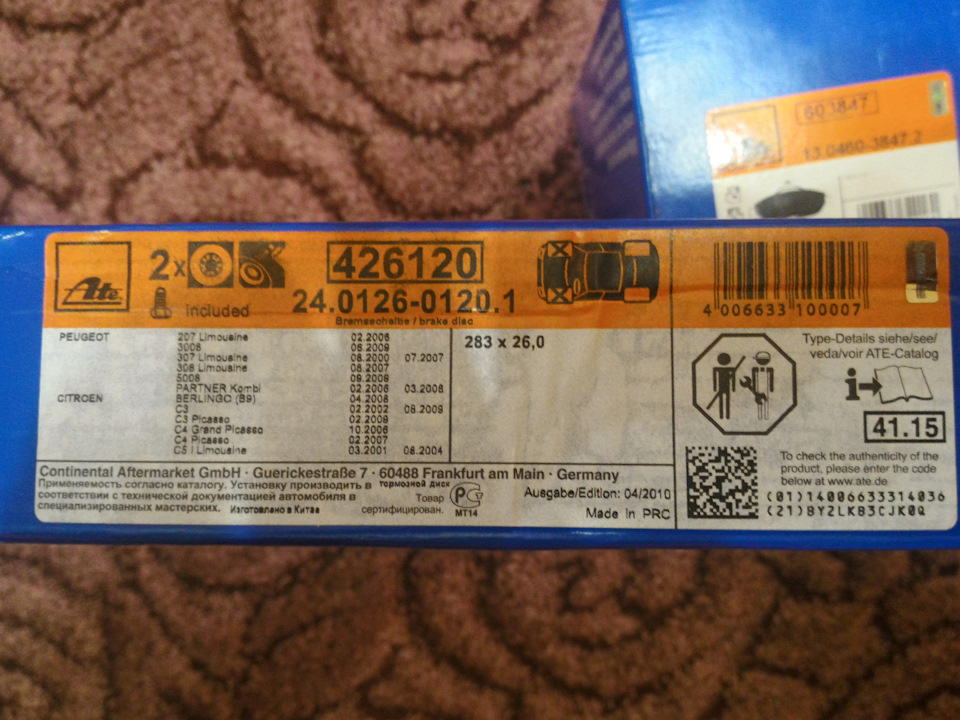 603847
13.0460-3847.2
Ate
2x
included
426120
24.0126-0120.1
Bremsscheibe / brake disc
4 006633 100007
PEUGEOT
207 Limousine 02.2006
3008 06.2009
307 Limousine 08.2000 07.2007
308 Limousine 08.2007
5008 09.2009
PARTNER Kombi 02.2006 03.2008
CITROEN BERLINGO (B9) 04.2008
C3 02.2002 08.2009
C3 Picasso 02.2009
C4 Grand Picasso 10.2006
C4 Picasso 02.2007
C5 I Limousine 03.2001 08.2004
283 x 26,0
Type-Details siehe/see/
veda/voir ATE-Catalog
i
41.15
Continental Aftermarket GmbH · Guerickestraße 7 · 60488 Frankfurt am Main · Germany
Применяемость согласно каталогу. Установку производить в
соответствии с технической документацией автомобиля в
специализированных мастерских. Изготовлено в Китае
тормозной диск
Товар
сертифицирован.
МТ14
Ausgabe/Edition: 04/2010
Made in PRC
To check the authenticity of the
product, please enter the code
below at www.ate.de
(01)14006633314036
(21)8YZLKB3CJK0Q